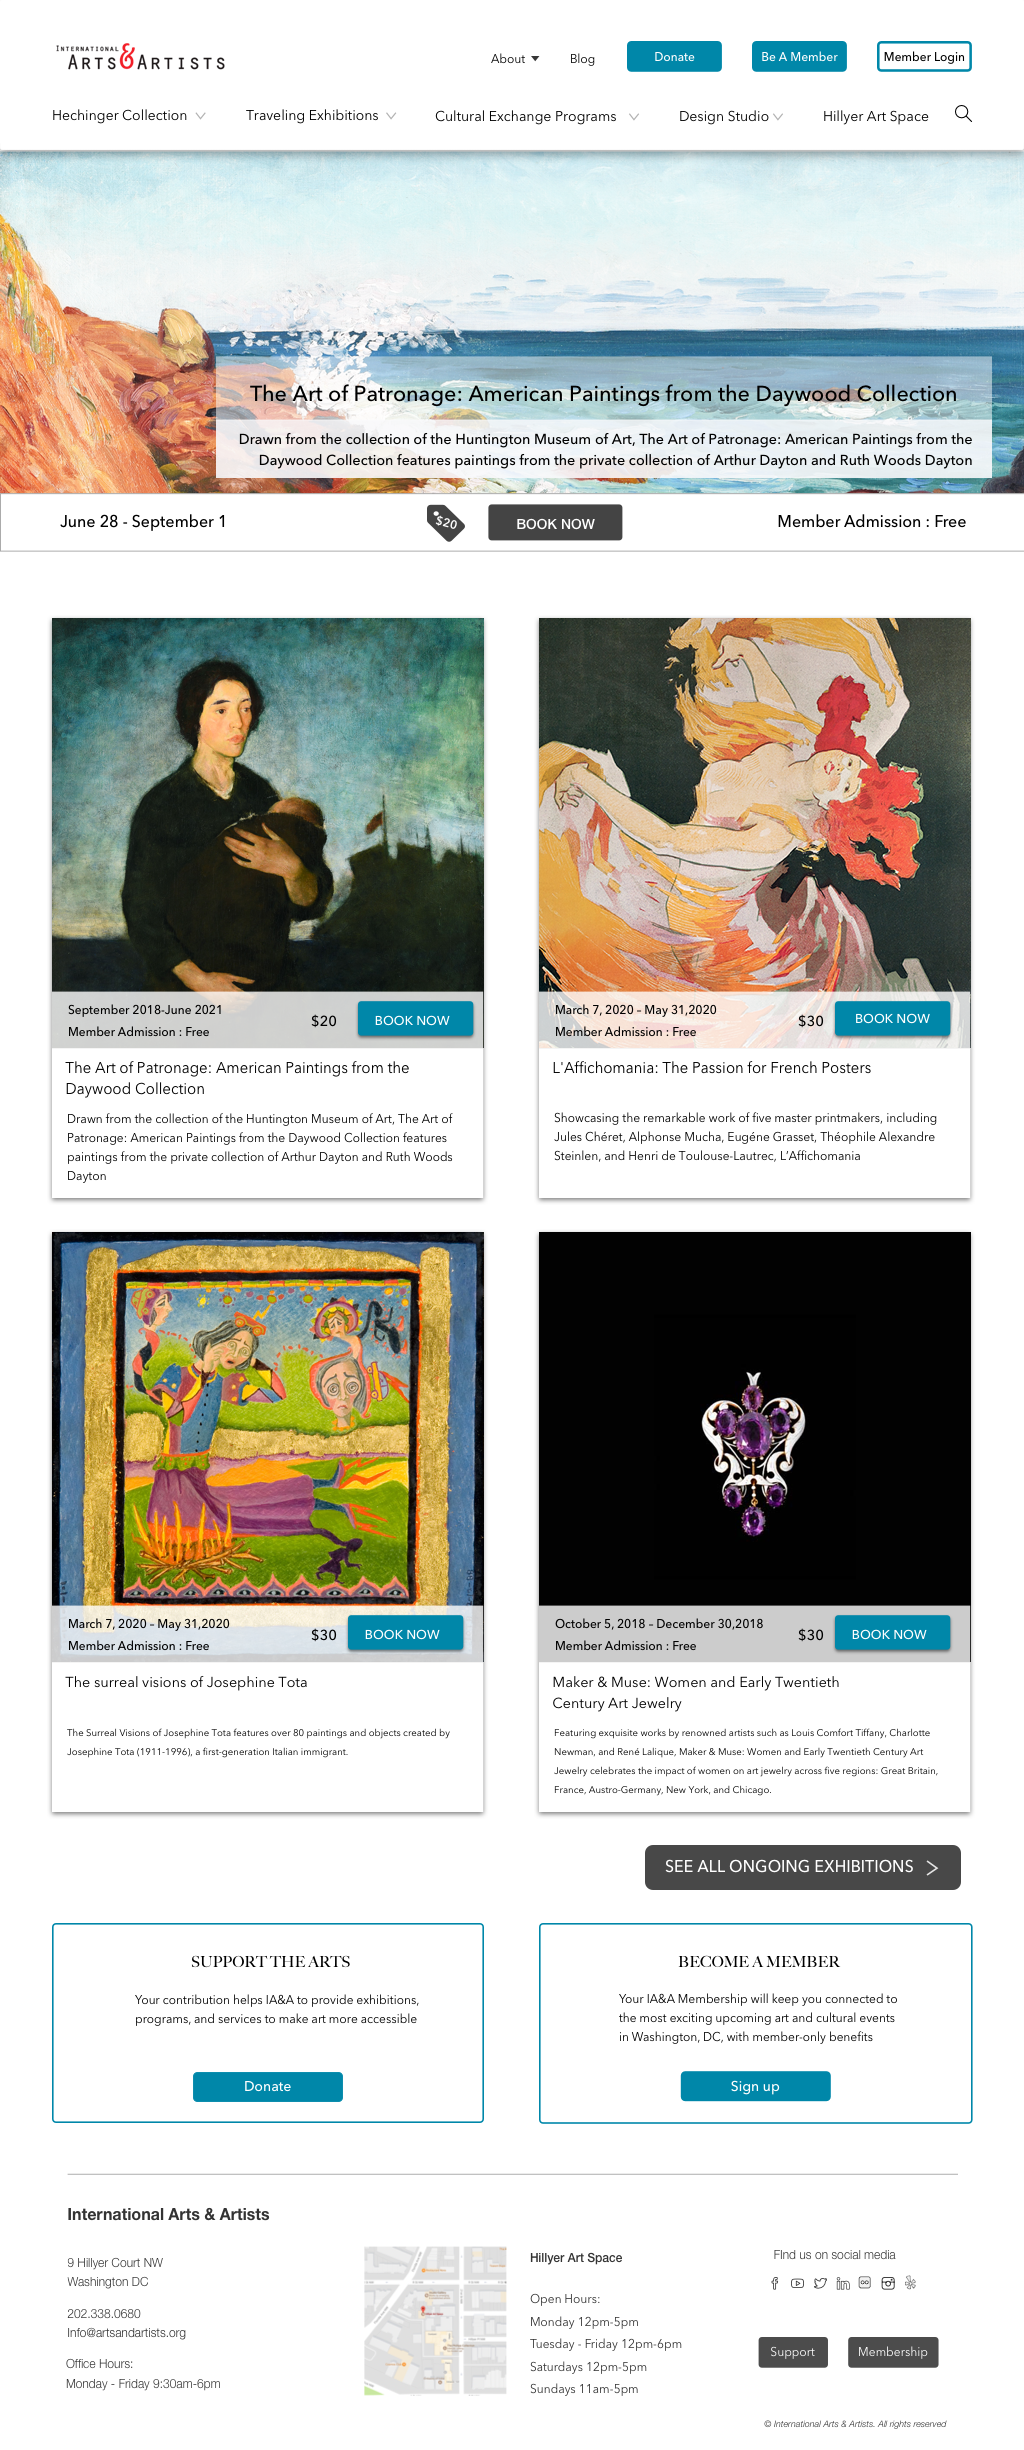 INTERNATIONAL
ARTS&ARTISTS
About
Blog
Donate
Be A Member
Member Login
Hechinger Collection
Traveling Exhibitions
Cultural Exchange Programs
Design Studio
Hillyer Art Space
The Art of Patronage: American Paintings from the Daywood Collection
Drawn from the collection of the Huntington Museum of Art, The Art of Patronage: American Paintings from the
Daywood Collection features paintings from the private collection of Arthur Dayton and Ruth Woods Dayton
June 28 - September 1
$20
BOOK NOW
Member Admission : Free
September 2018-June 2021
Member Admission : Free
$20
BOOK NOW
The Art of Patronage: American Paintings from the
Daywood Collection
Drawn from the collection of the Huntington Museum of Art, The Art of
Patronage: American Paintings from the Daywood Collection features
paintings from the private collection of Arthur Dayton and Ruth Woods
Dayton
March 7, 2020 – May 31,2020
Member Admission : Free
$30
BOOK NOW
L'Affichomania: The Passion for French Posters
Showcasing the remarkable work of five master printmakers, including
Jules Chéret, Alphonse Mucha, Eugéne Grasset, Théophile Alexandre
Steinlen, and Henri de Toulouse-Lautrec, L’Affichomania
March 7, 2020 – May 31,2020
Member Admission : Free
$30
BOOK NOW
The surreal visions of Josephine Tota
The Surreal Visions of Josephine Tota features over 80 paintings and objects created by
Josephine Tota (1911-1996), a first-generation Italian immigrant.
October 5, 2018 – December 30,2018
Member Admission : Free
$30
BOOK NOW
Maker & Muse: Women and Early Twentieth
Century Art Jewelry
Featuring exquisite works by renowned artists such as Louis Comfort Tiffany, Charlotte
Newman, and René Lalique, Maker & Muse: Women and Early Twentieth Century Art
Jewelry celebrates the impact of women on art jewelry across five regions: Great Britain,
France, Austro-Germany, New York, and Chicago.
SEE ALL ONGOING EXHIBITIONS
SUPPORT THE ARTS
Your contribution helps IA&A to provide exhibitions,
programs, and services to make art more accessible
Donate
BECOME A MEMBER
Your IA&A Membership will keep you connected to
the most exciting upcoming art and cultural events
in Washington, DC, with member-only benefits
Sign up
International Arts & Artists
9 Hillyer Court NW
Washington DC
202.338.0680
Info@artsandartists.org
Office Hours:
Monday - Friday 9:30am-6pm
Hillyer Art Space
Open Hours:
Monday 12pm-5pm
Tuesday - Friday 12pm-6pm
Saturdays 12pm-5pm
Sundays 11am-5pm
FInd us on social media
Support
Membership
© International Arts & Artists. All rights reserved